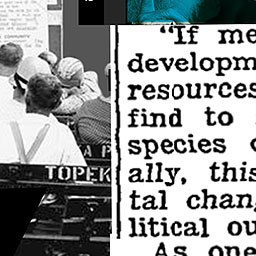 "If me
developm
resources
find to
species
ally, this
tal chang
litical ou
As one
TOPEK